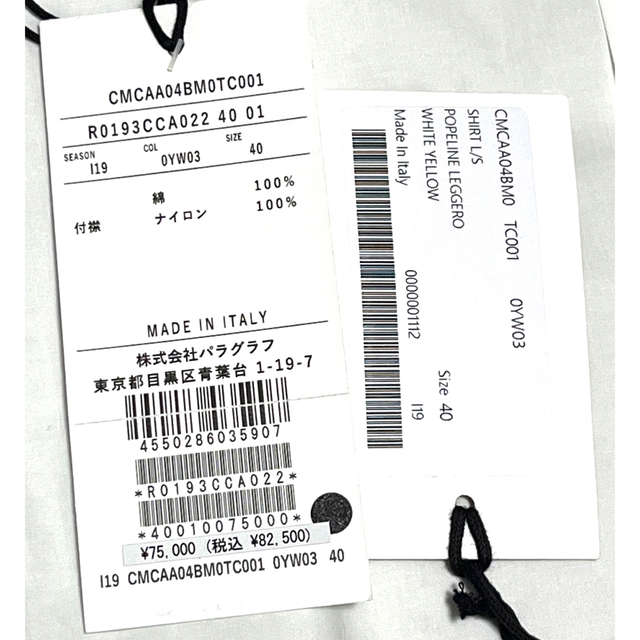 CMCAA04BM0TC001
R0193CCA022 40 01
SEASON COL SIZE
I19 0YW03 40
綿 100%
付襟 ナイロン 100%
MADE IN ITALY
株式会社パラグラフ
東京都目黒区青葉台 1-19-7
4550286035907
*R0193CCA022*
*40010075000*
¥75,000 (税込 ¥82,500)
I19 CMCAA04BM0TC001 0YW03 40
CMCAA04BM0 TC001 0YW03
SHIRT L/S
POPELINE LEGGERO
WHITE YELLOW Size 40
Made In Italy 0000001112 I19